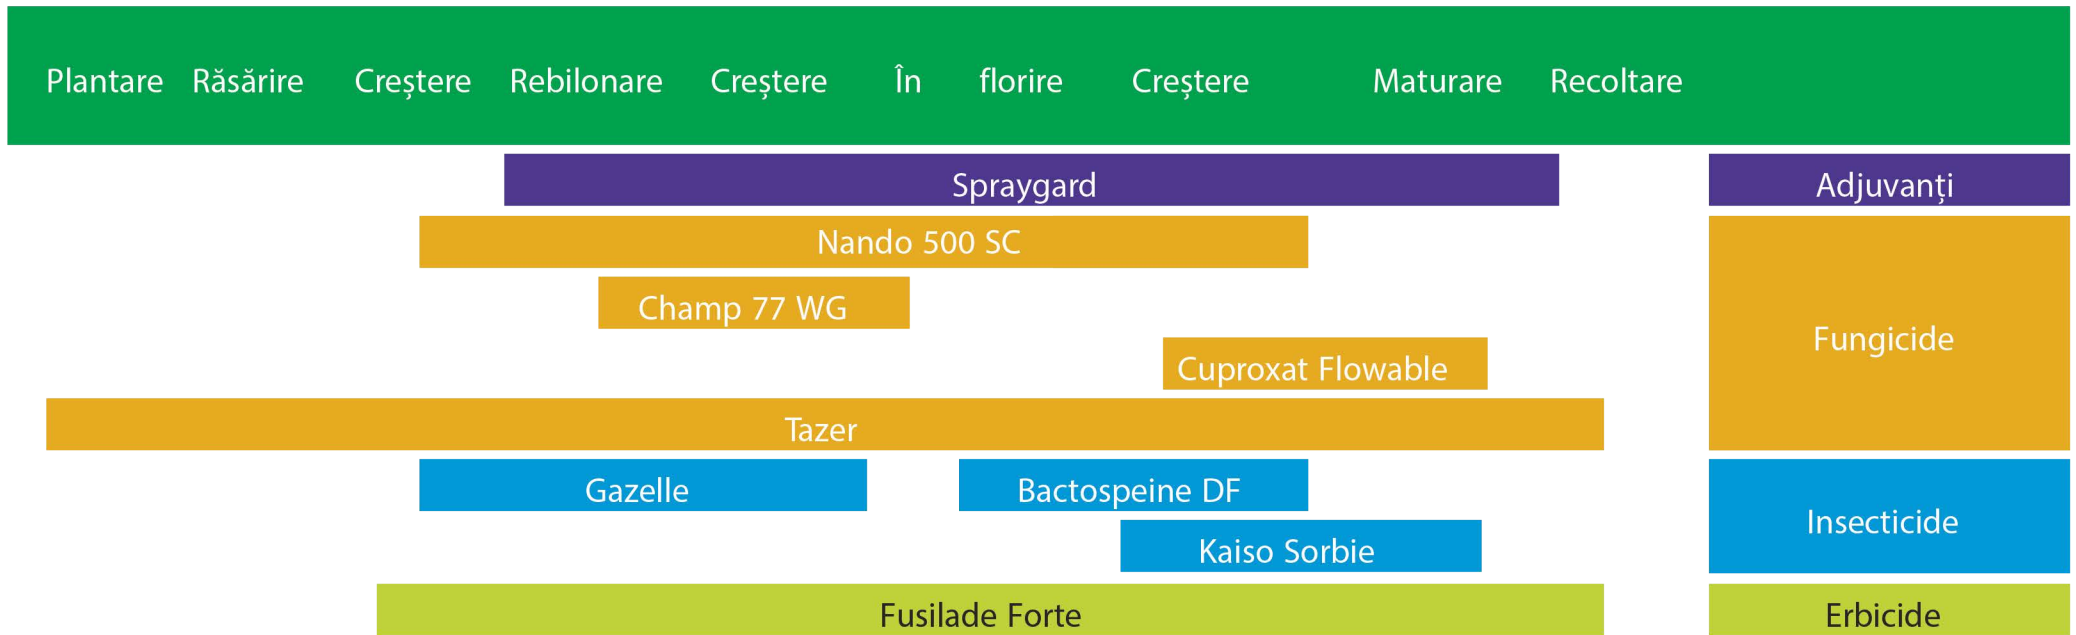 Plantare Răsărire Creștere Rebilonare Creștere În florire Creștere Maturare Recoltare
Spraygard Adjuvanți
Nando 500 SC
Champ 77 WG
Fungicide
Cuproxat Flowable
Tazer
Gazelle Bactospeine DF
Insecticide
Kaiso Sorbie
Fusilade Forte Erbicide